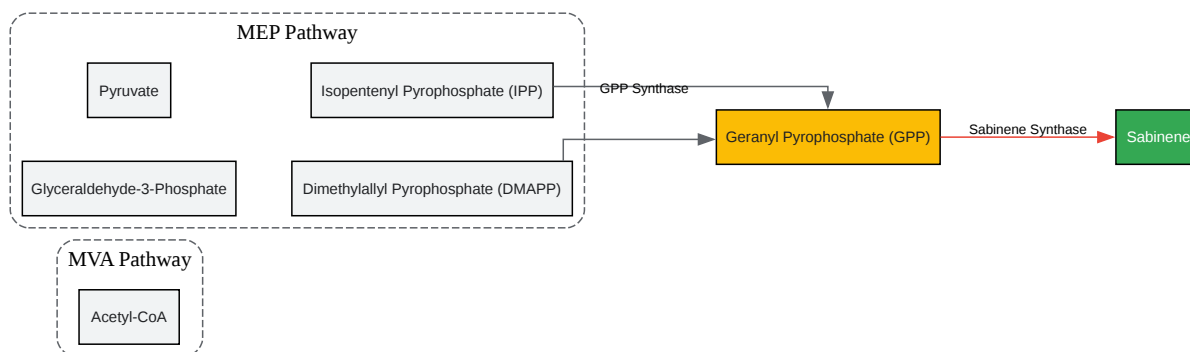 MEP Pathway
Pyruvate
Isopentenyl Pyrophosphate (IPP)
GPP Synthase
Geranyl Pyrophosphate (GPP)
Sabinene Synthase
Sabinene
Glyceraldehyde-3-Phosphate
Dimethylallyl Pyrophosphate (DMAPP)
MVA Pathway
Acetyl-CoA